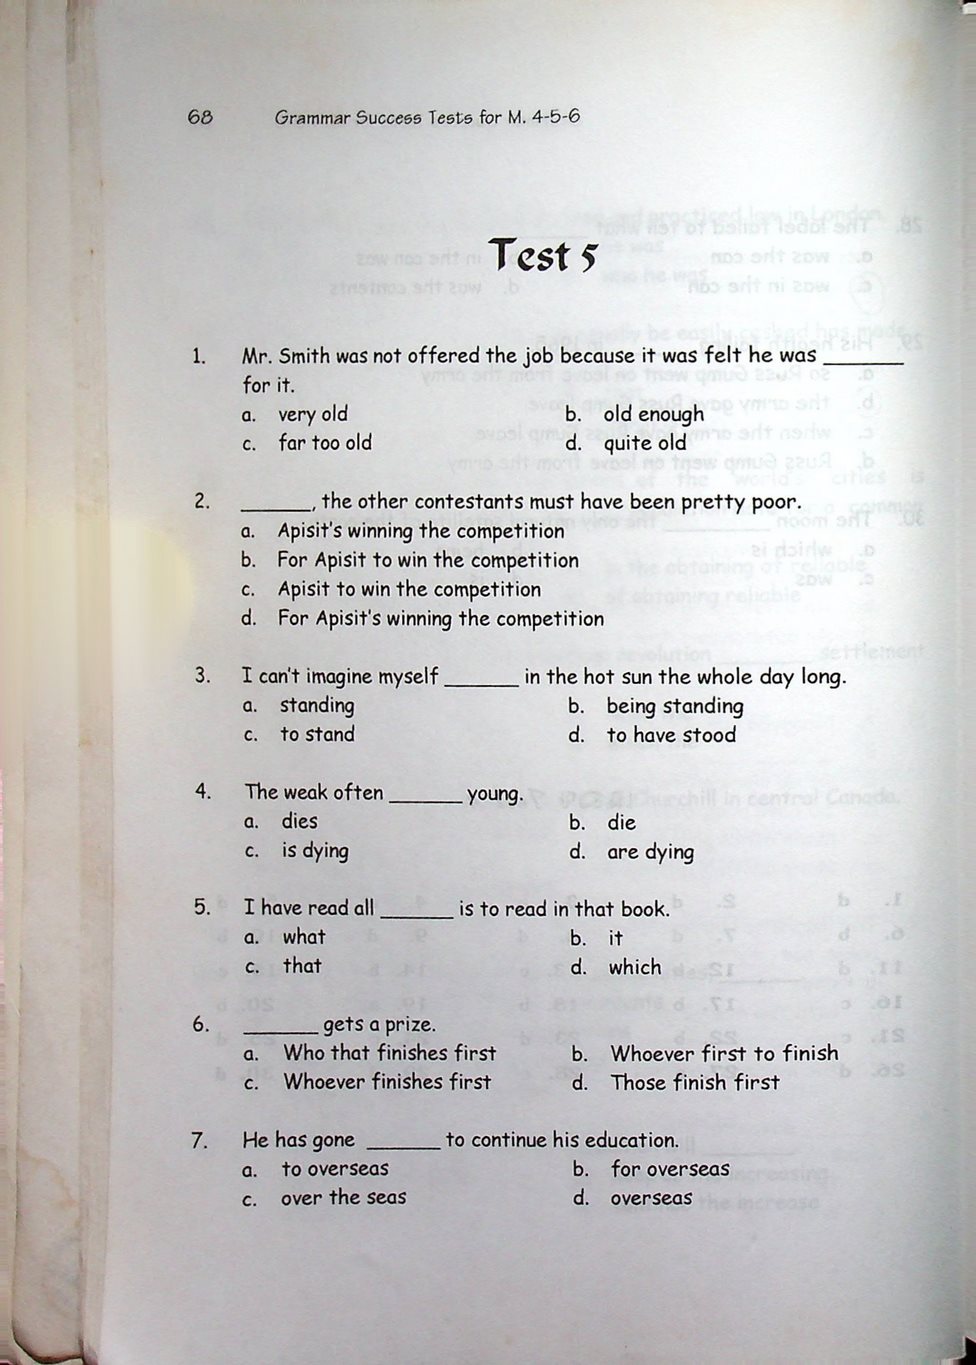 68 Grammar Success Tests for M. 4-5-6
Test 5
1. Mr. Smith was not offered the job because it was felt he was ________
for it.
a. very old b. old enough
c. far too old d. quite old
2. _______, the other contestants must have been pretty poor.
a. Apisit's winning the competition
b. For Apisit to win the competition
c. Apisit to win the competition
d. For Apisit's winning the competition
3. I can't imagine myself _______ in the hot sun the whole day long.
a. standing b. being standing
c. to stand d. to have stood
4. The weak often _______ young.
a. dies b. die
c. is dying d. are dying
5. I have read all _______ is to read in that book.
a. what b. it
c. that d. which
6. _______ gets a prize.
a. Who that finishes first b. Whoever first to finish
c. Whoever finishes first d. Those finish first
7. He has gone _______ to continue his education.
a. to overseas b. for overseas
c. over the seas d. overseas